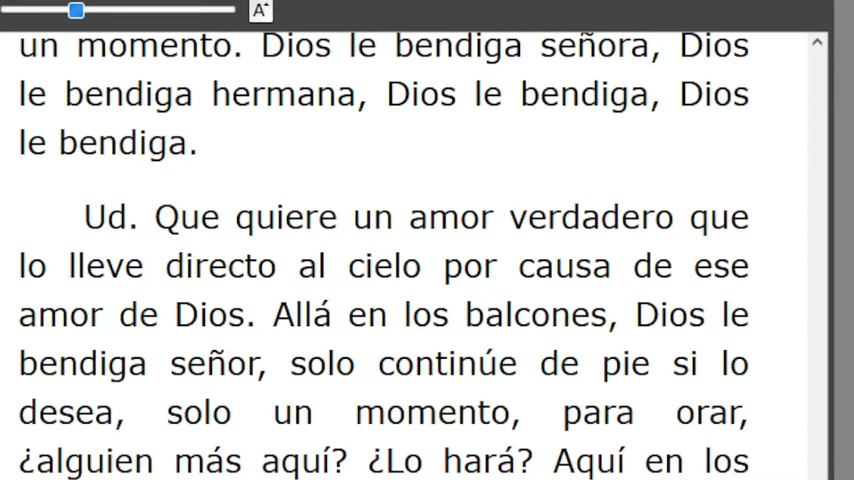 A
un momento. Dios le bendiga señora, Dios
le bendiga hermana, Dios le bendiga, Dios
le bendiga.
Ud. Que quiere un amor verdadero que
lo lleve directo al cielo por causa de ese
amor de Dios. Allá en los balcones, Dios le
bendiga señor, solo continúe de pie si lo
desea, solo un momento, para orar,
¿alguien más aquí? ¿Lo hará? Aquí en los